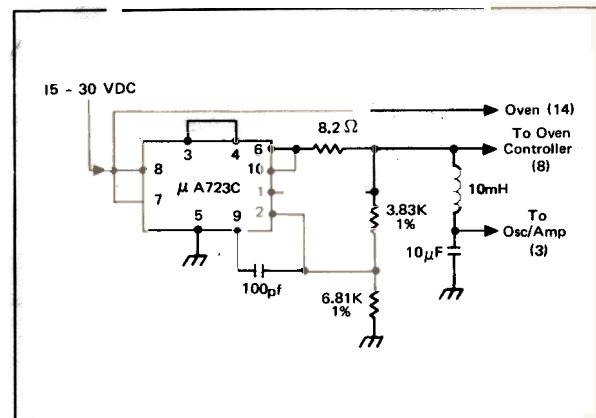 15 - 30 VDC
Oven (14)
8.2 Ω
To Oven
Controller
(8)
3
4
6
10
8
μ A723C
1
7
2
5
9
3.83K
1%
10mH
To
Osc/Amp
(3)
10μF
100pf
6.81K
1%